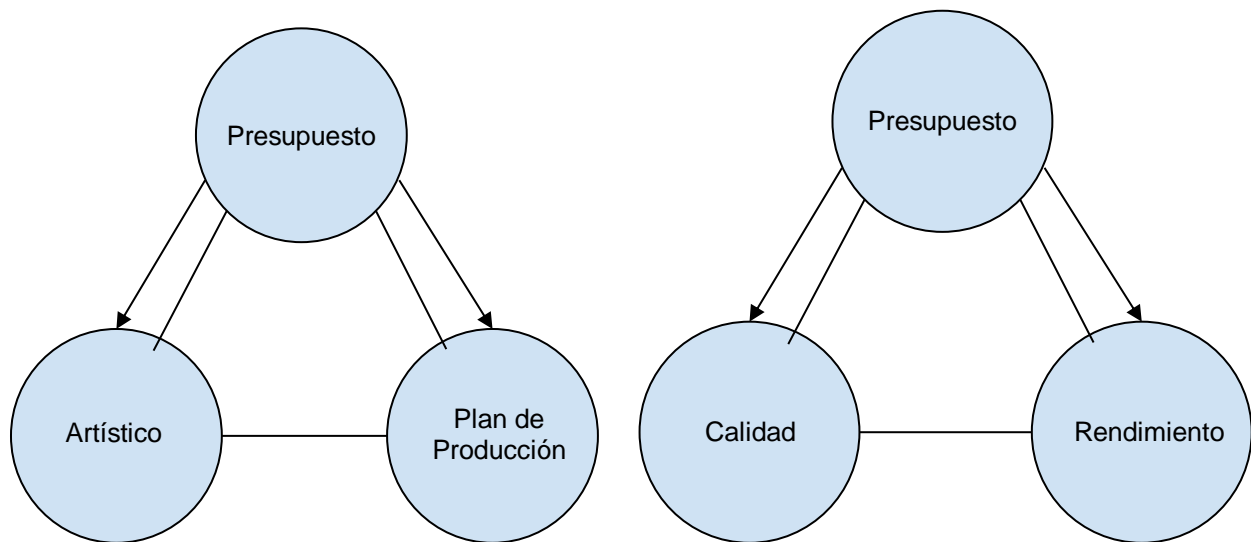 Presupuesto
Presupuesto
Artístico
Plan de
Producción
Calidad
Rendimiento